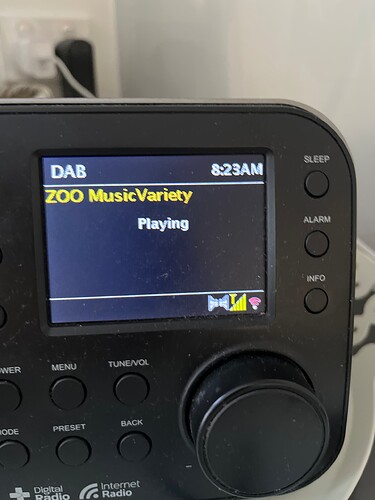 DAB 8:23AM
ZOO MusicVariety
Playing
SLEEP
ALARM
INFO
OWER MENU TUNE/VOL
MODE PRESET BACK
Digital Radio
Internet Radio